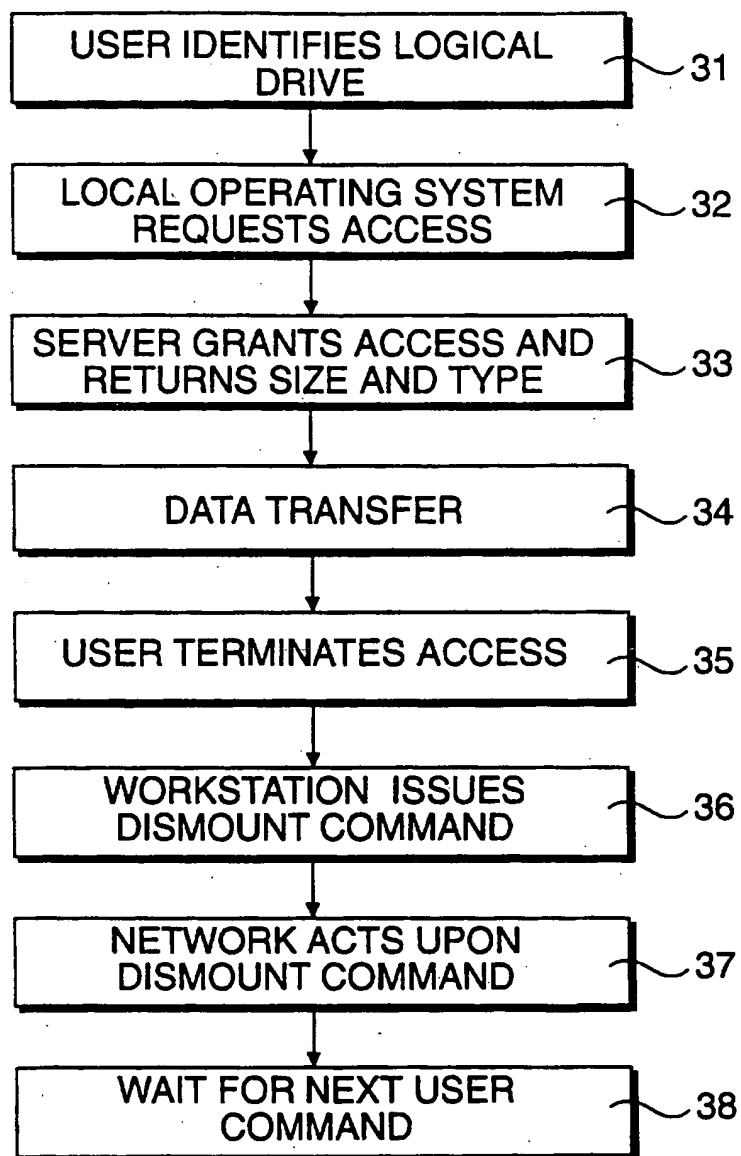 USER IDENTIFIES LOGICAL
DRIVE
31
LOCAL OPERATING SYSTEM
REQUESTS ACCESS
32
SERVER GRANTS ACCESS AND
RETURNS SIZE AND TYPE
33
DATA TRANSFER
34
USER TERMINATES ACCESS
35
WORKSTATION ISSUES
DISMOUNT COMMAND
36
NETWORK ACTS UPON
DISMOUNT COMMAND
37
WAIT FOR NEXT USER
COMMAND
38